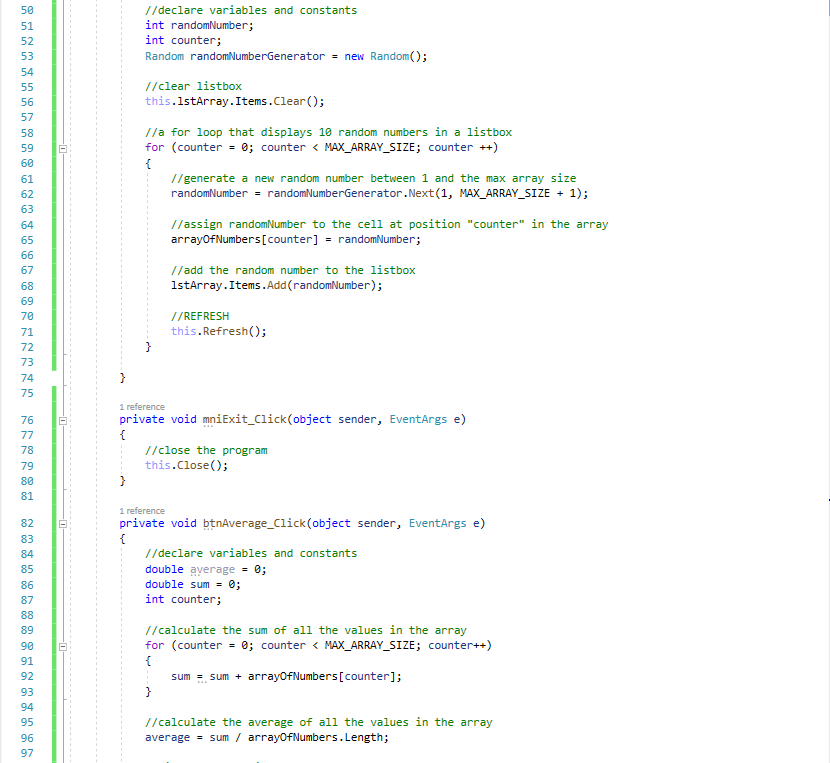 50 //declare variables and constants
51 int randomNumber;
52 int counter;
53 Random randomNumberGenerator = new Random();
54
55 //clear listbox
56 this.lstArray.Items.Clear();
57
58 //a for loop that displays 10 random numbers in a listbox
59 for (counter = 0; counter < MAX_ARRAY_SIZE; counter ++)
60 {
61 //generate a new random number between 1 and the max array size
62 randomNumber = randomNumberGenerator.Next(1, MAX_ARRAY_SIZE + 1);
63
64 //assign randomNumber to the cell at position "counter" in the array
65 arrayOfNumbers[counter] = randomNumber;
66
67 //add the random number to the listbox
68 lstArray.Items.Add(randomNumber);
69
70 //REFRESH
71 this.Refresh();
72 }
73
74 }
75
1 reference
76 private void mniExit_Click(object sender, EventArgs e)
77 {
78 //close the program
79 this.Close();
80 }
81
1 reference
82 private void btnAverage_Click(object sender, EventArgs e)
83 {
84 //declare variables and constants
85 double average = 0;
86 double sum = 0;
87 int counter;
88
89 //calculate the sum of all the values in the array
90 for (counter = 0; counter < MAX_ARRAY_SIZE; counter++)
91 {
92 sum = sum + arrayOfNumbers[counter];
93 }
94
95 //calculate the average of all the values in the array
96 average = sum / arrayOfNumbers.Length;
97